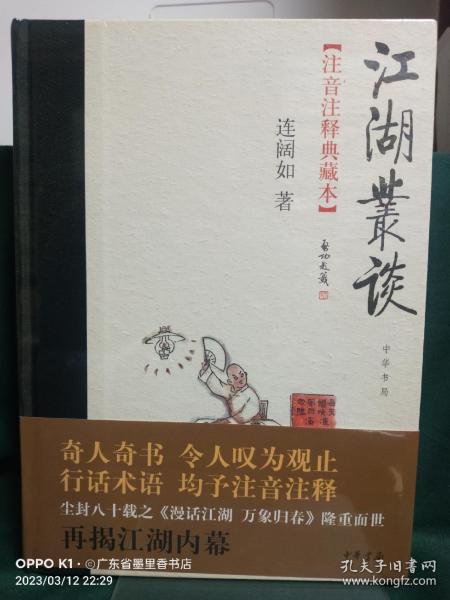 江湖丛谈
【注音注释典藏本】
连阔如 著
启功题笺
中华书局
奇人奇书 令人叹为观止
行话术语 均予注音注释
尘封八十载之《漫话江湖 万象归春》隆重面世
再揭江湖内幕
中华书局
OPPO K1·©广东省墨里香书店
2023/03/12 22:29
孔夫子旧书网